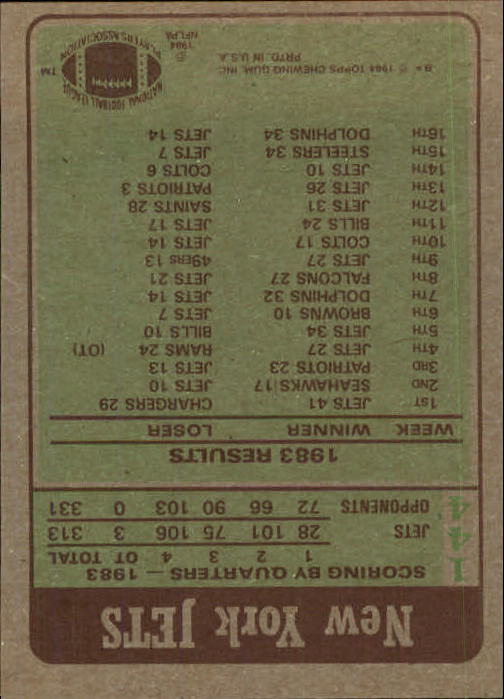 New York JETS
144
SCORING BY QUARTERS — 1983
1 2 3 4 OT TOTAL
JETS 28 101 75 106 3 313
OPPONENTS 72 66 90 103 0 331
1983 RESULTS
WEEK WINNER LOSER
1ST JETS 41 CHARGERS 29
2ND SEAHAWKS 17 JETS 10
3RD PATRIOTS 23 JETS 13
4TH JETS 27 RAMS 24 (OT)
5TH JETS 34 BILLS 10
6TH BROWNS 10 JETS 7
7TH DOLPHINS 32 JETS 14
8TH FALCONS 27 JETS 21
9TH JETS 27 49ERS 13
10TH COLTS 17 JETS 14
11TH BILLS 24 JETS 17
12TH JETS 31 SAINTS 28
13TH JETS 26 PATRIOTS 3
14TH JETS 10 COLTS 6
15TH STEELERS 34 JETS 7
16TH DOLPHINS 34 JETS 14
B* © 1984 TOPPS CHEWING GUM, INC.
PRTD. IN U.S.A.
© 1984
NFLPA
NATIONAL FOOTBALL LEAGUE
PLAYERS ASSOCIATION
TM